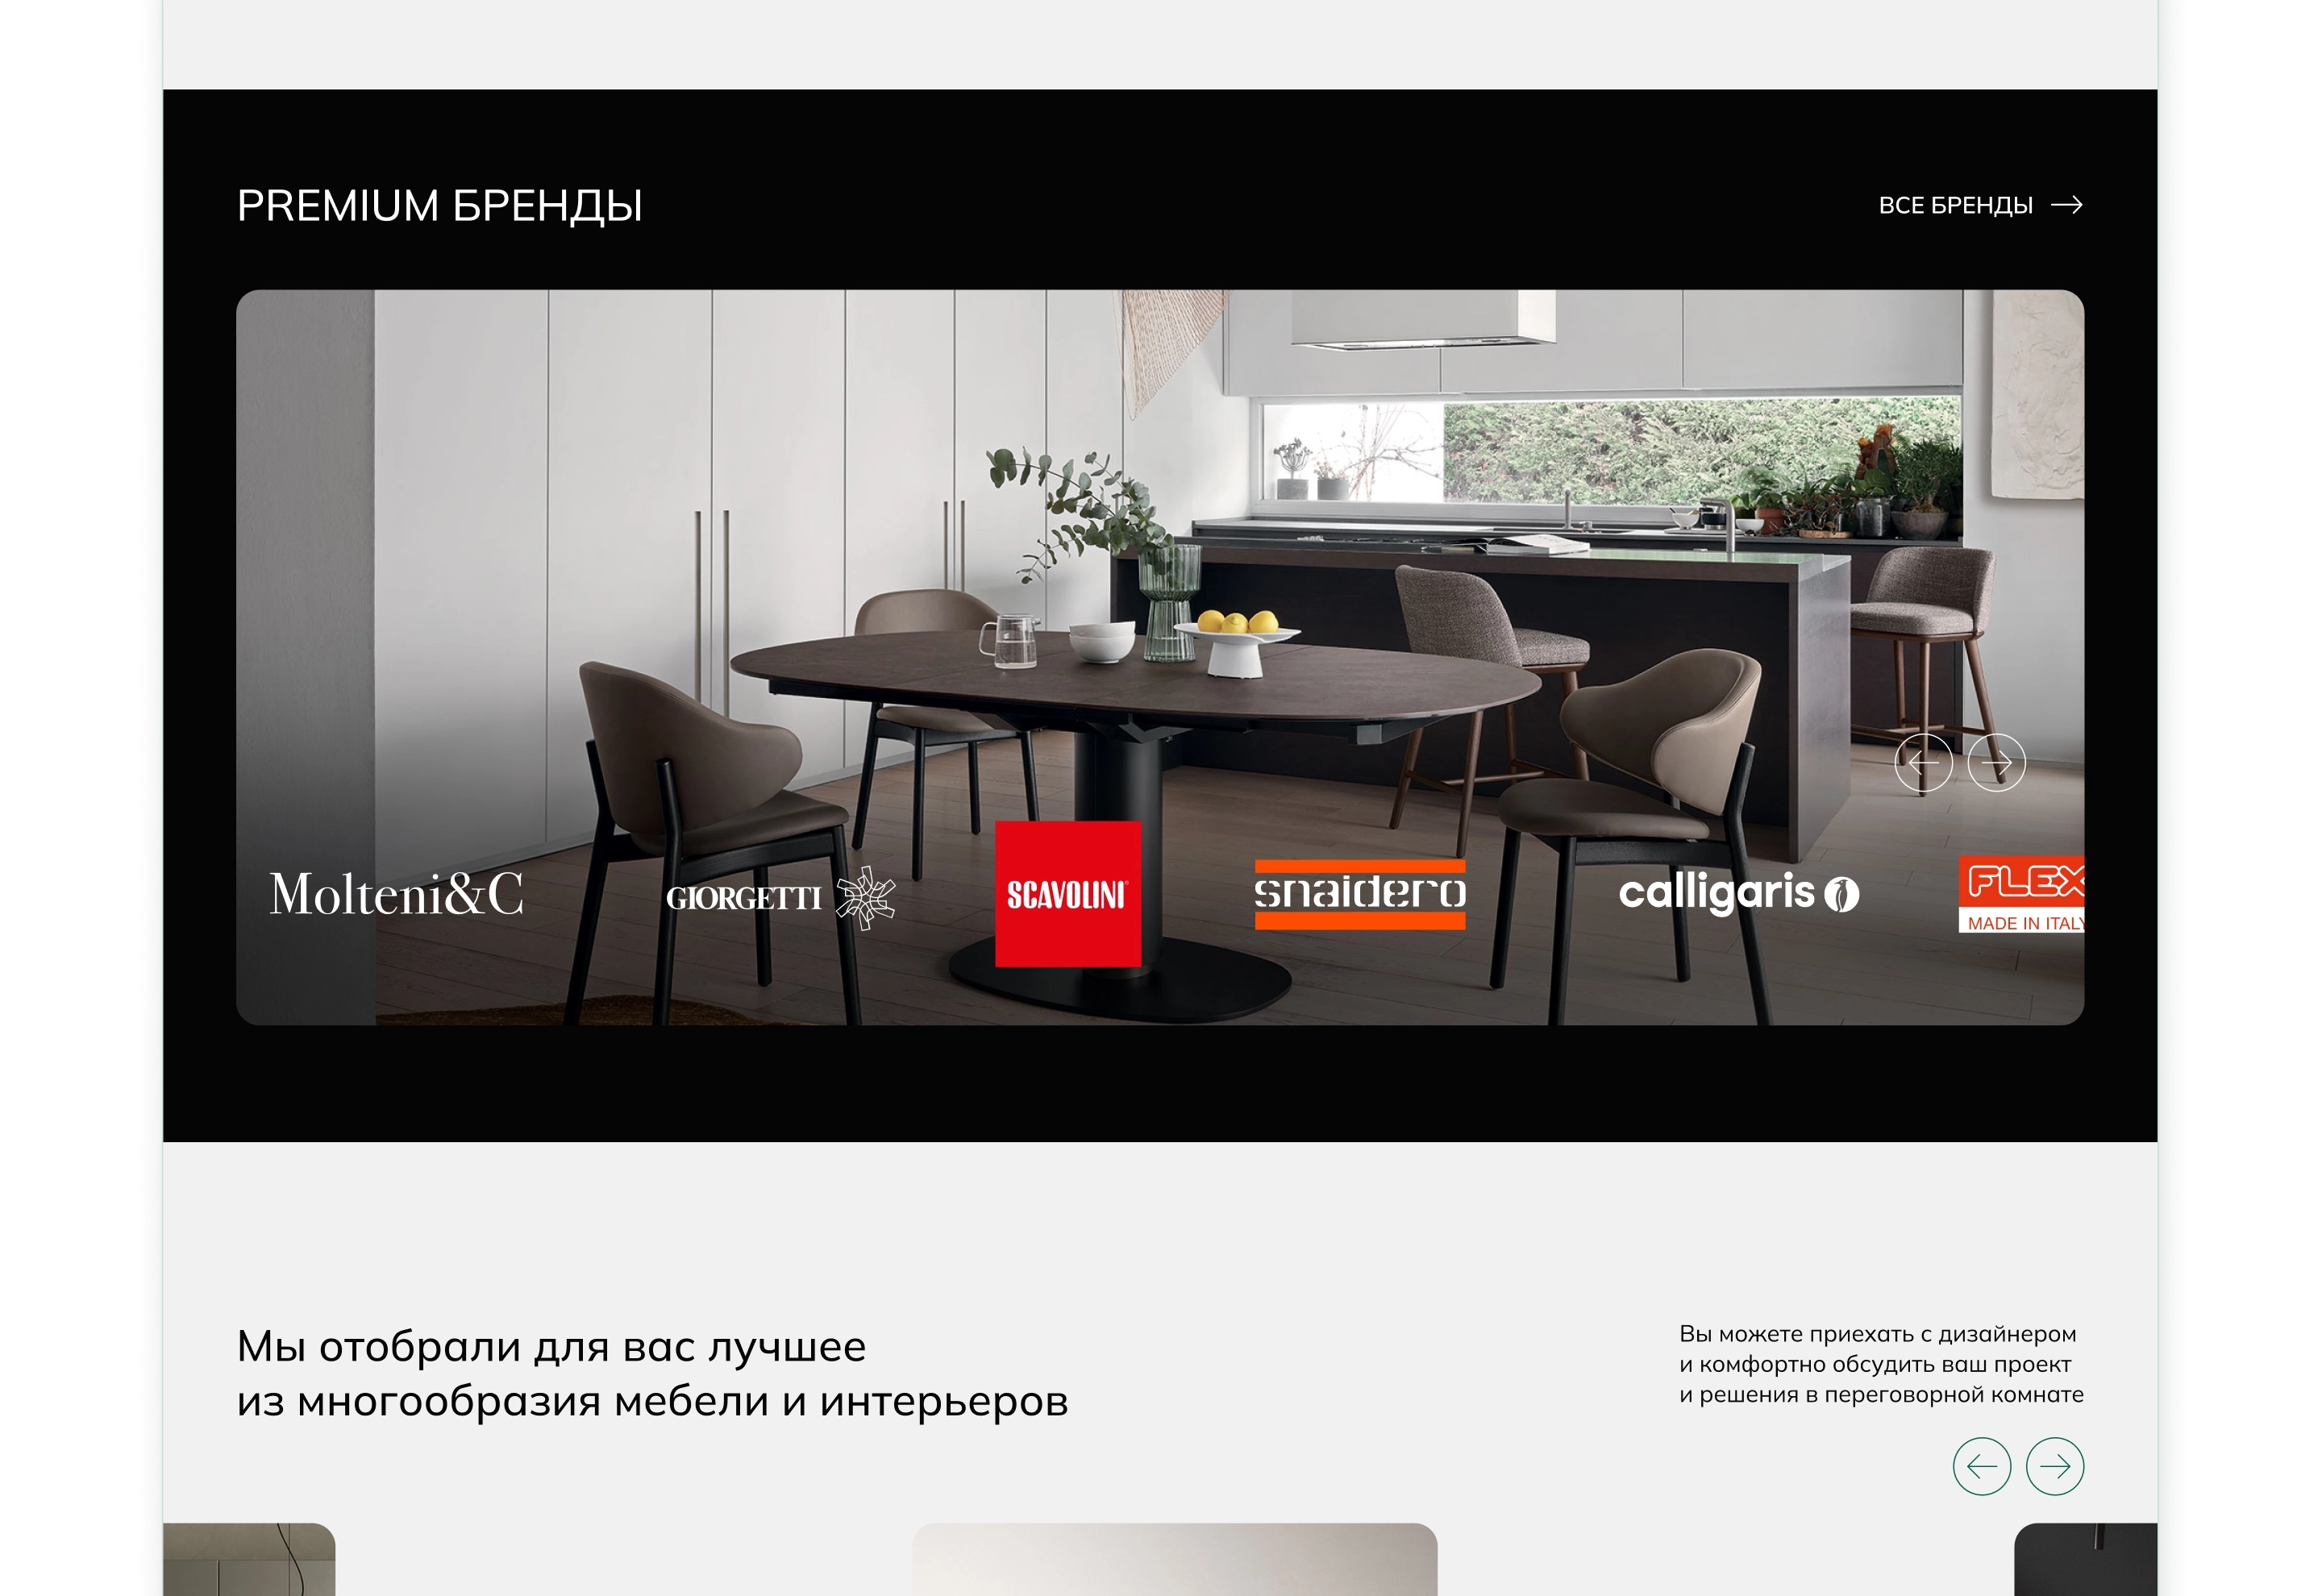 PREMIUM БРЕНДЫ
ВСЕ БРЕНДЫ
Molteni&C
GIORGETTI
SCAVOLINI
snaidero
calligaris
FLEX
MADE IN ITALY
Мы отобрали для вас лучшее
из многообразия мебели и интерьеров
Вы можете приехать с дизайнером
и комфортно обсудить ваш проект
и решения в переговорной комнате